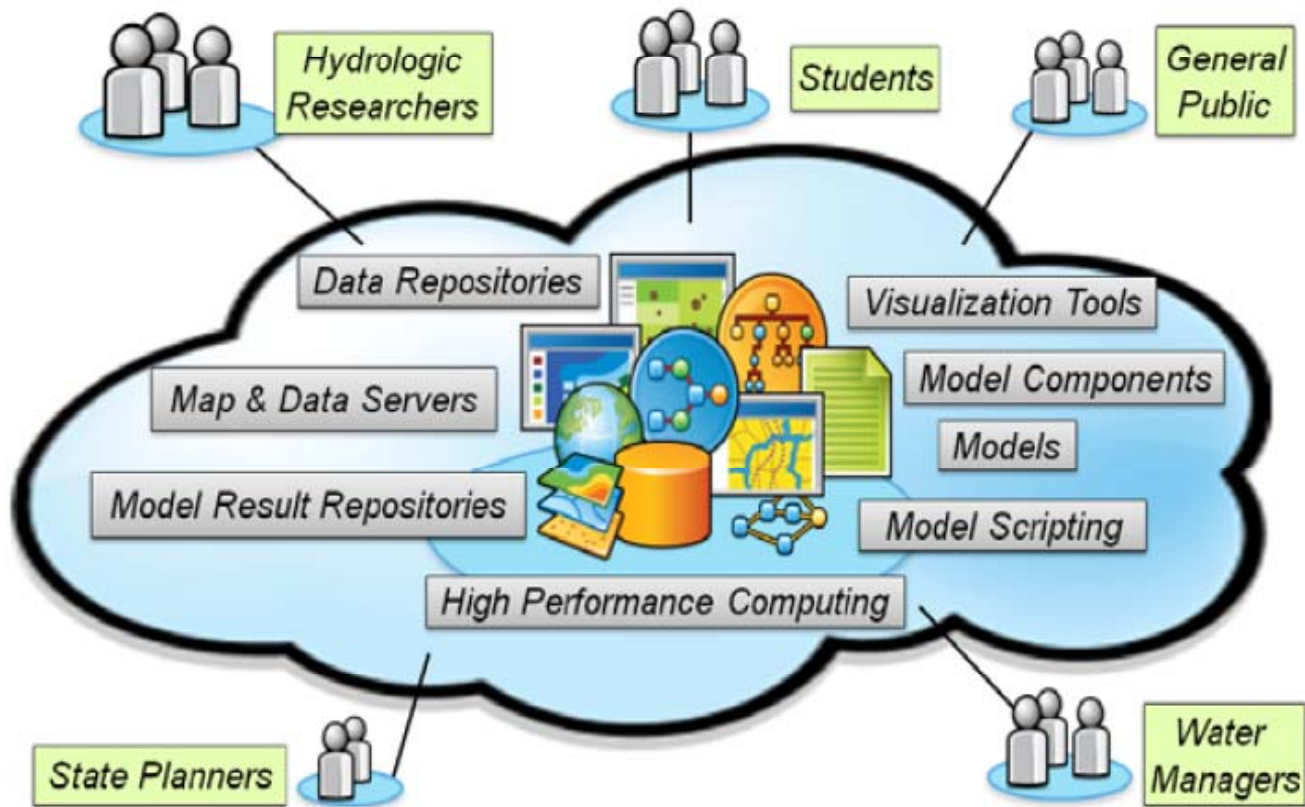 Hydrologic
Researchers
Students
General
Public
Data Repositories
Visualization Tools
Map & Data Servers
Model Components
Models
Model Result Repositories
Model Scripting
High Performance Computing
State Planners
Water
Managers